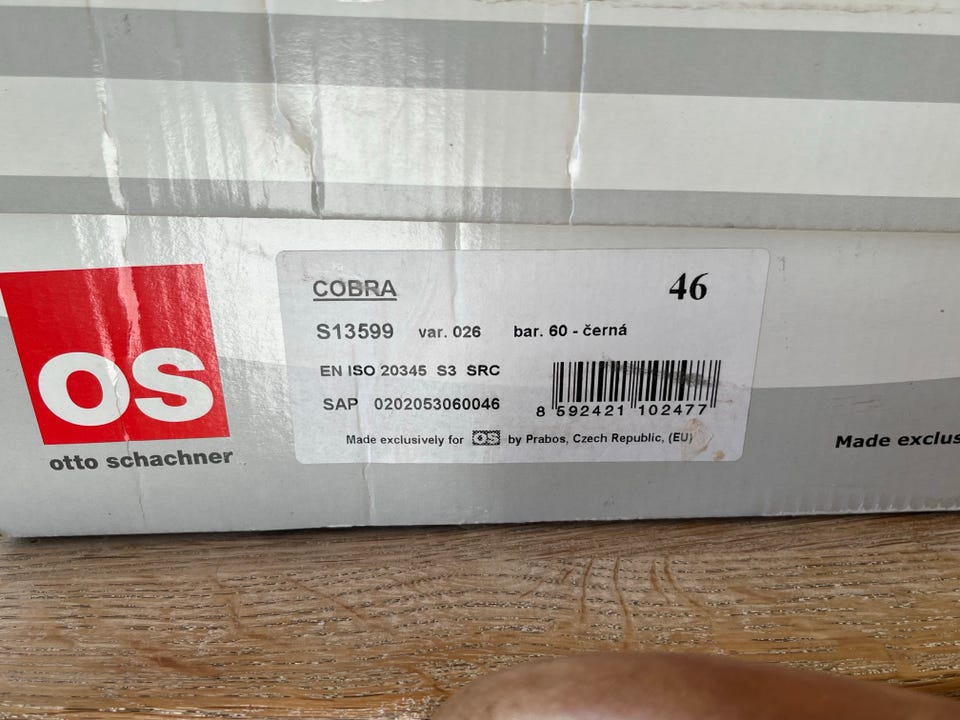 COBRA 46
S13599 var. 026 bar. 60 - černá
EN ISO 20345 S3 SRC
SAP 0202053060046
8 592421 102477
Made exclusively for os by Prabos, Czech Republic, (EU)
os
otto schachner
Made exclus